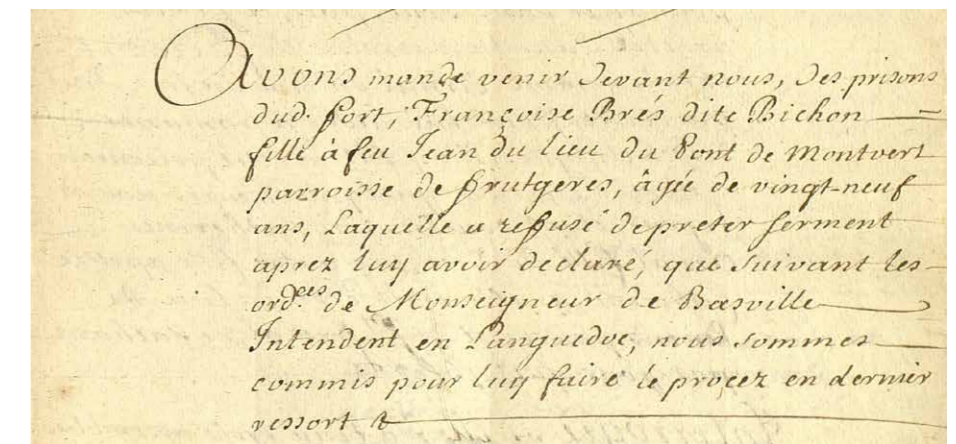 Avons mandé venir devant nous, des prisons
dud. fort, Françoise Brés dite Bichon
fille à feu Jean du lieu du Pont de Montvert
parroisse de frutgeres, âgée de vingt-neuf
ans, Laquelle a reffusé de preter serment
aprez luy avoir declaré, que suivant les
ord.ces de Monseigneur de Basville
Intendent en Languedoc, nous sommes
commis pour luy faire le procez en dernier
ressort